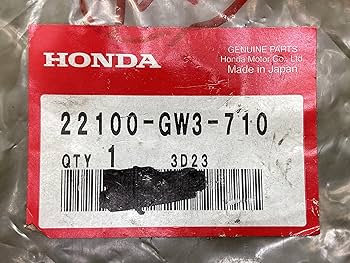 HONDA
GENUINE PARTS
Honda Motor Co., Ltd.
Made in Japan
22100-GW3-710
QTY 1 3D23